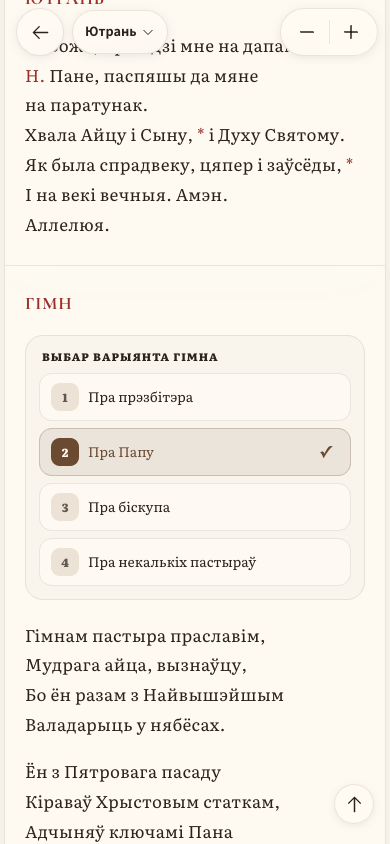 Ютрань
Н. Пане, паспяшы да мяне
на паратунак.
Хвала Айцу і Сыну, * і Духу Святому.
Як была спрадвеку, цяпер і заўсёды, *
І на векі вечныя. Амэн.
Аллелюя.
ГІМН
ВЫБАР ВАРЫЯНТА ГІМНА
1 Пра прэзбітэра
2 Пра Папу ✓
3 Пра біскупа
4 Пра некалькіх пастыраў
Гімнам пастыра праславім,
Мудрага айца, вызнаўцу,
Бо ён разам з Найвышэйшым
Валадарыць у нябёсах.
Ён з Пятровага пасаду
Кіраваў Хрыстовым статкам,
Адчыняў ключамі Пана